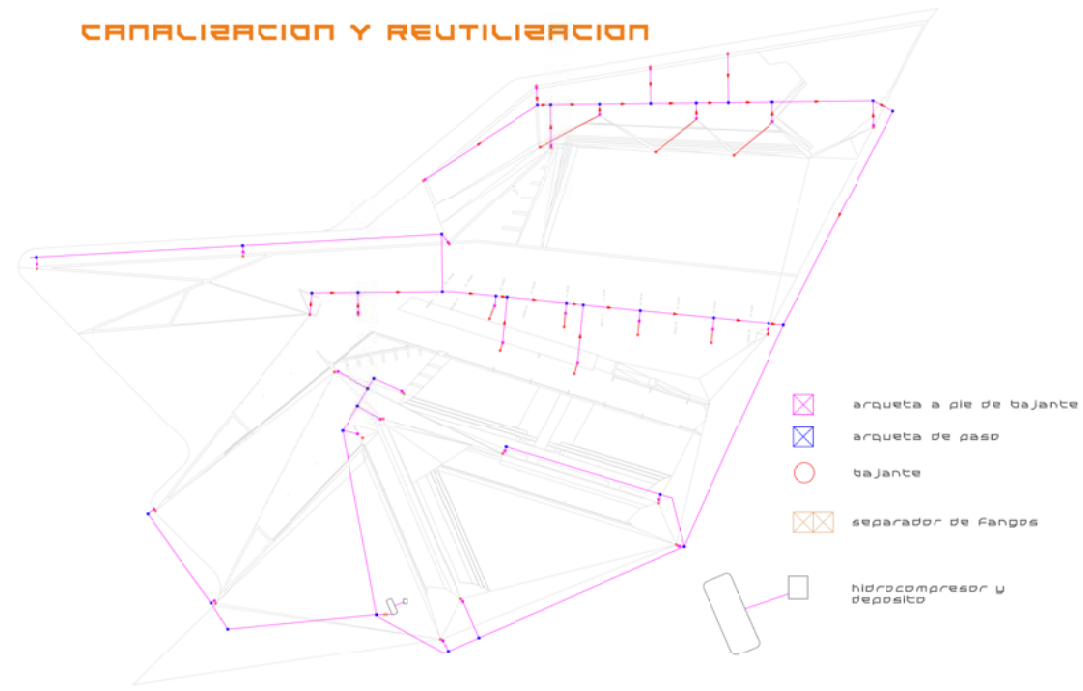 CANALIZACION Y REUTILIZACION
arqueta a pie de bajante
arqueta de paso
bajante
separador de fangos
hidrocompresor y
deposito